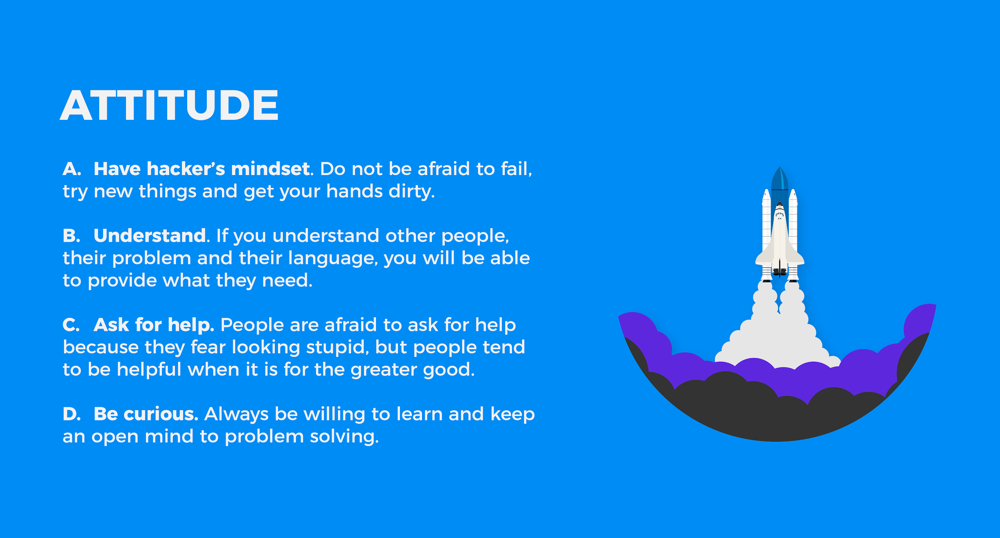 ATTITUDE
A. Have hacker’s mindset. Do not be afraid to fail,
try new things and get your hands dirty.
B. Understand. If you understand other people,
their problem and their language, you will be able
to provide what they need.
C. Ask for help. People are afraid to ask for help
because they fear looking stupid, but people tend
to be helpful when it is for the greater good.
D. Be curious. Always be willing to learn and keep
an open mind to problem solving.